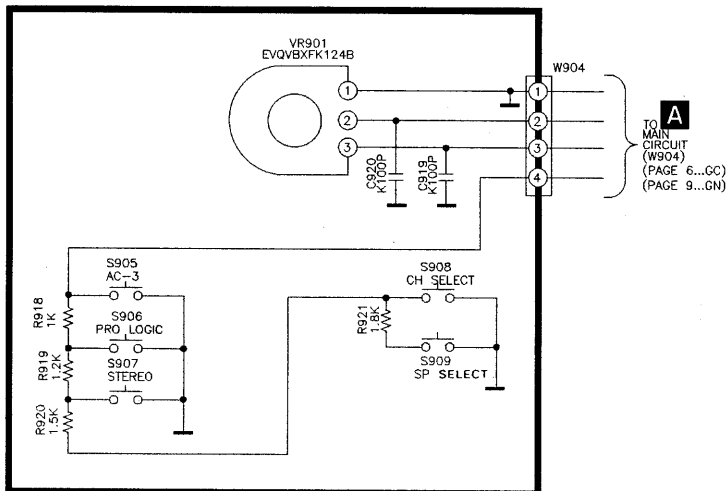 VR901
EVQVBXFK124B
W904
1
2
3
1
2
3
4
C920
K100P
C919
K100P
A
TO
MAIN
CIRCUIT
(W904)
(PAGE 6...GC)
(PAGE 9...GN)
S905
AC-3
R918
1K
S906
PRO LOGIC
R919
1.2K
S907
STEREO
R920
1.5K
S908
CH SELECT
R921
1.8K
S909
SP SELECT